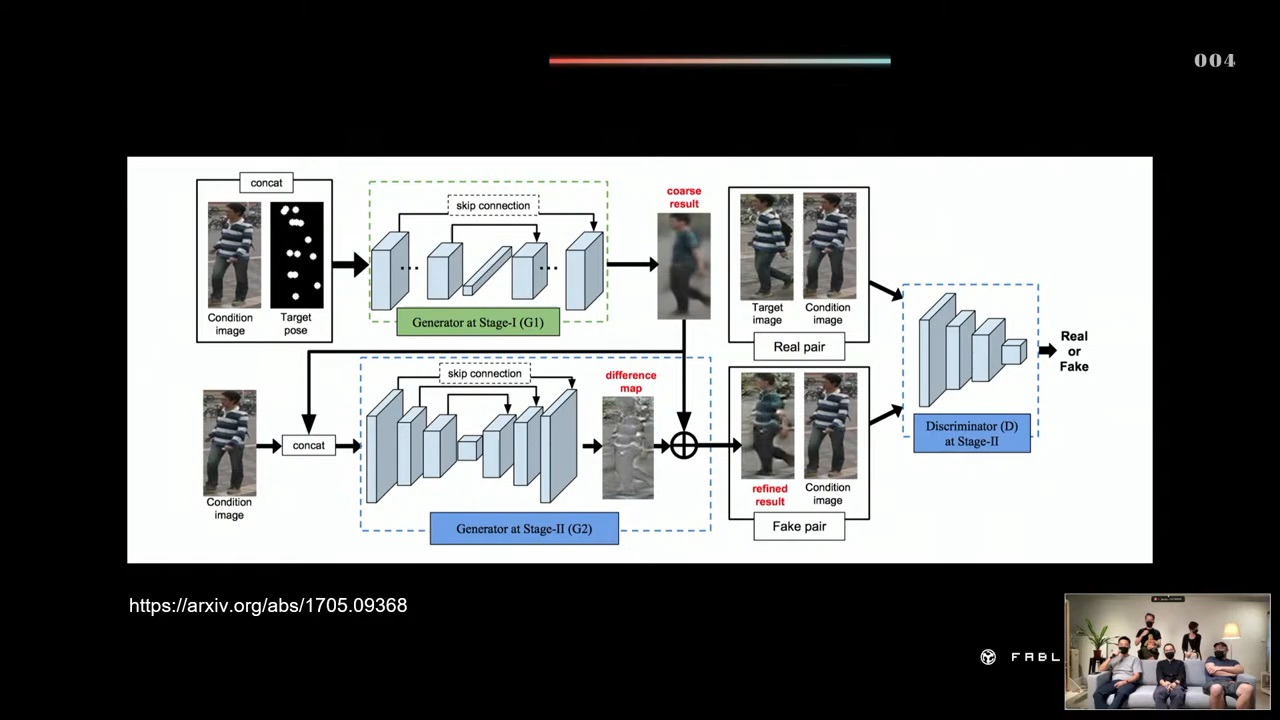 004
concat
Condition
image
Target
pose
skip connection
Generator at Stage-I (G1)
coarse
result
Target
image
Condition
image
Real pair
Condition
image
concat
skip connection
Generator at Stage-II (G2)
difference
map
refined
result
Condition
image
Fake pair
Discriminator (D)
at Stage-II
Real
or
Fake
https://arxiv.org/abs/1705.09368
FABL